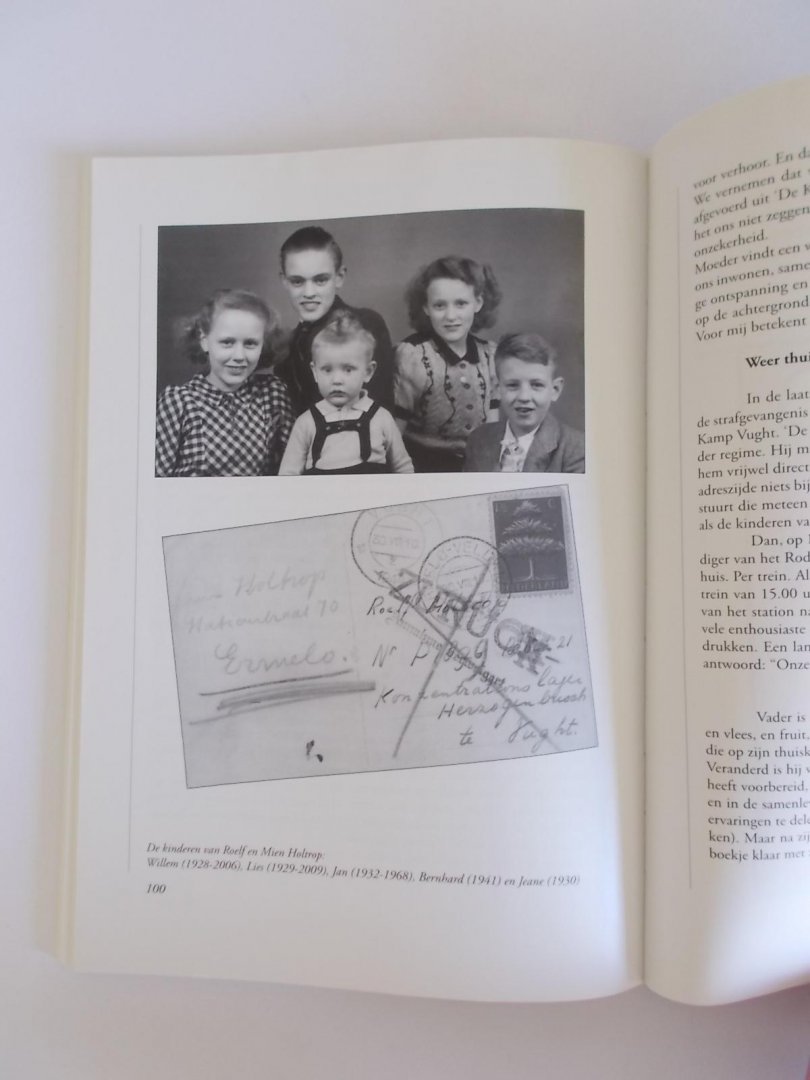 Holtrop
Ermelo.
Roelf Holtrop
ZURÜCK
Konzentrations lager
Herzogenbusch
te Vught.
De kinderen van Roelf en Mien Holtrop:
Willem (1928-2006), Lies (1929-2009), Jan (1932-1968), Bernhard (1941) en Jeane (1930)
100
voor verhoor. En da
We vernemen dat
afgevoerd uit 'De K
het ons niet zeggen
onzekerheid.
Moeder vindt een w
ons inwonen, same
ge ontspanning en
op de achtergrond
Voor mij betekent
Weer thui
In de laat
de strafgevangenis
Kamp Vught. 'De
der regime. Hij m
hem vrijwel direct
adreszijde niets bij
stuurt die meteen
als de kinderen va
Dan, op 1
diger van het Rod
huis. Per trein. Al
trein van 15.00 u
van het station na
vele enthousiaste
drukken. Een lan
antwoord: "Onze
Vader is
en vlees, en fruit,
die op zijn thuisk
Veranderd is hij v
heeft voorbereid.
en in de samenle
ervaringen te dele
ken). Maar na zij
boekje klaar met